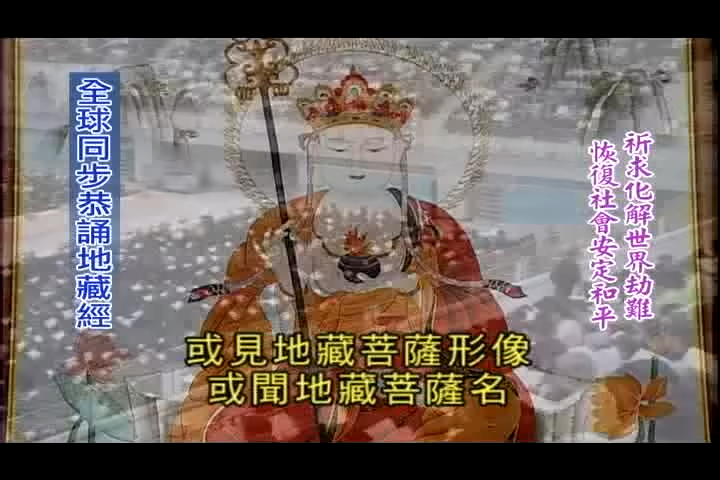 全球同步恭誦地藏經
祈求化解世界劫難
恢復社會安定和平
或見地藏菩薩形像
或聞地藏菩薩名